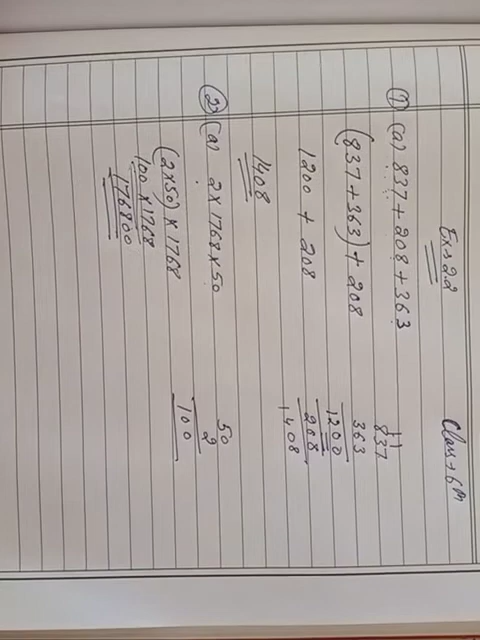 Class → 6th
Ex → 2.2
① (a) 837 + 208 + 363
(837 + 363) + 208
1200 + 208
1408
837
363
1200
208
1408
② (a) 2 × 1768 × 50
(2×50) × 1768
100 × 1768
176800
50
2
100